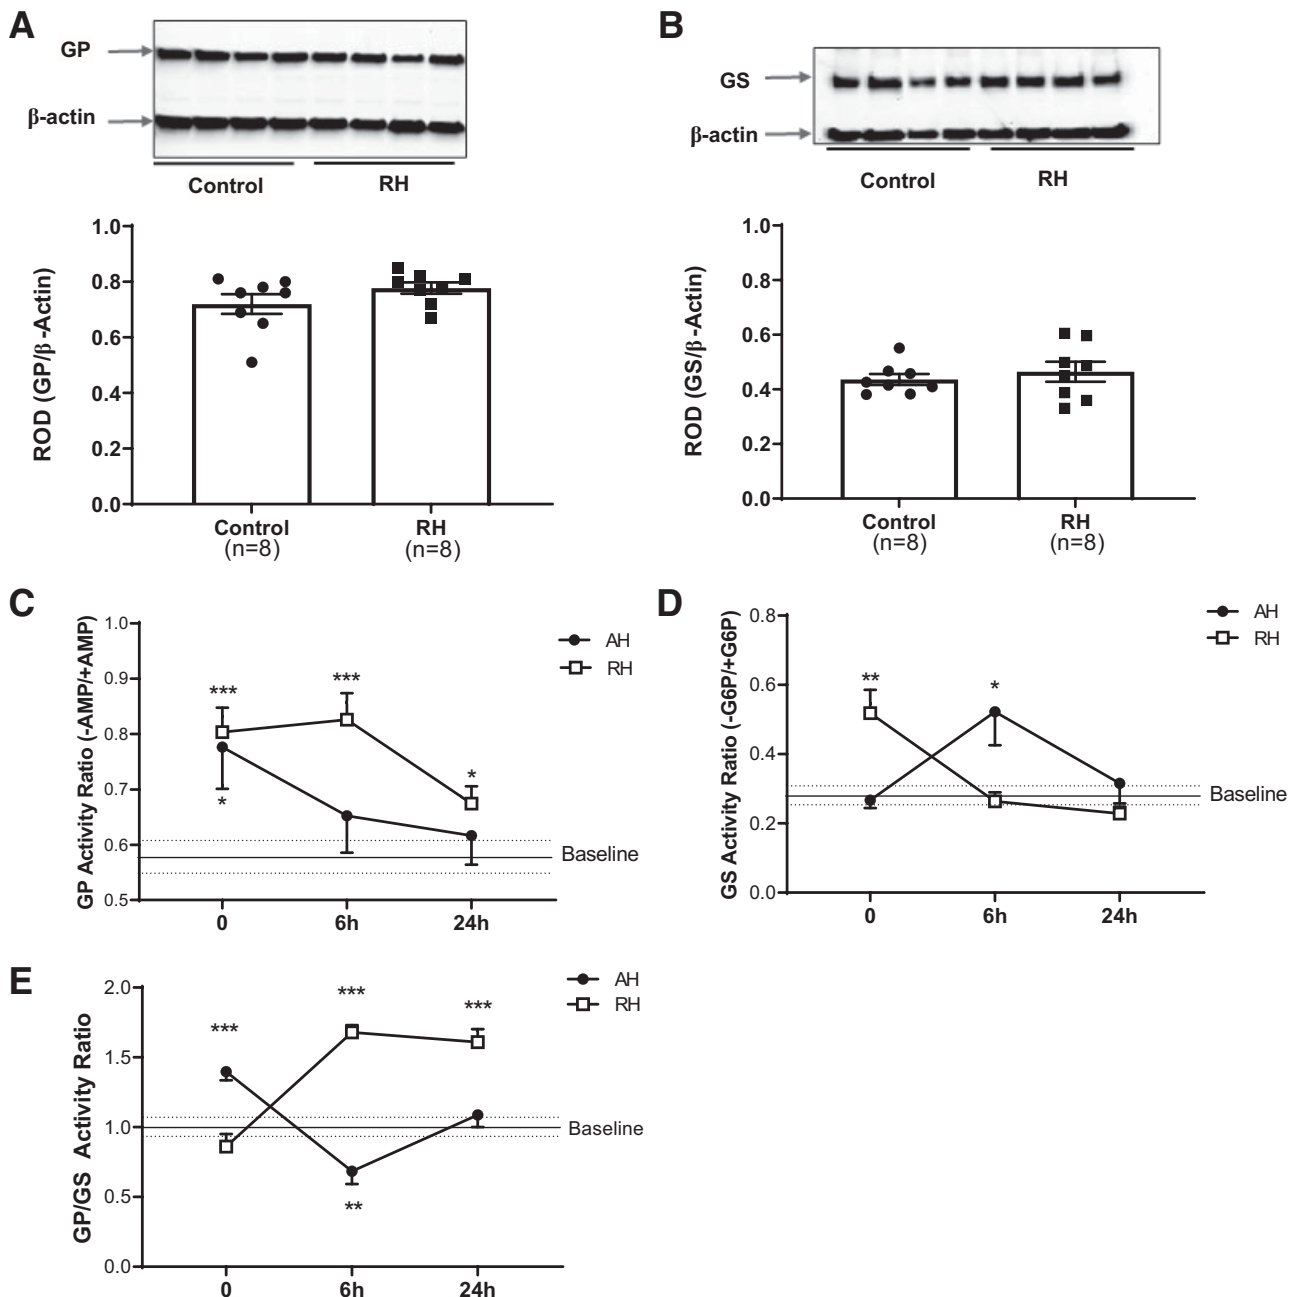 A
GP
β-actin
Control RH
1.0
0.8
0.6
0.4
0.2
0.0
ROD (GP/β -Actin)
Control RH
(n=8) (n=8)
B
GS
β-actin
Control RH
1.0
0.8
0.6
0.4
0.2
0.0
ROD (GS/β -Actin)
Control RH
(n=8) (n=8)
C
GP Activity Ratio (-AMP/+AMP)
1.0
0.9
0.8
0.7
0.6
0.5
*** *** *
*
AH
RH
Baseline
0 6h 24h
D
GS Activity Ratio (-G6P/+G6P)
0.8
0.6
0.4
0.2
0.0
** *
AH
RH
Baseline
0 6h 24h
E
GP/GS Activity Ratio
2.0
1.5
1.0
0.5
0.0
*** *** ***
**
AH
RH
Baseline
0 6h 24h